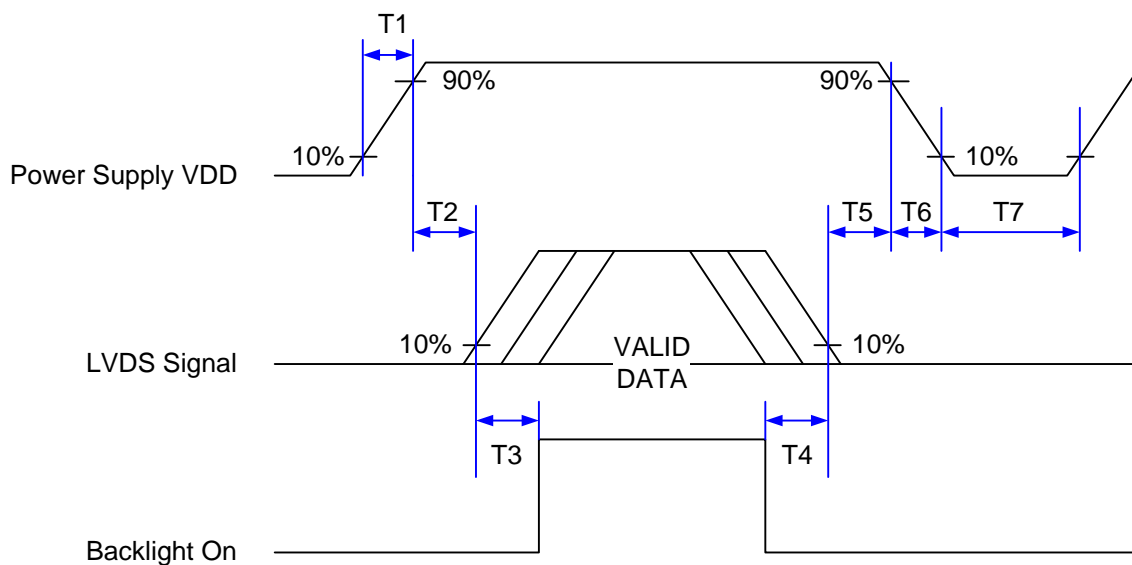 T1
90%
90%
10%
10%
Power Supply VDD
T2
T5
T6
T7
10%
10%
LVDS Signal
VALID
DATA
T3
T4
Backlight On